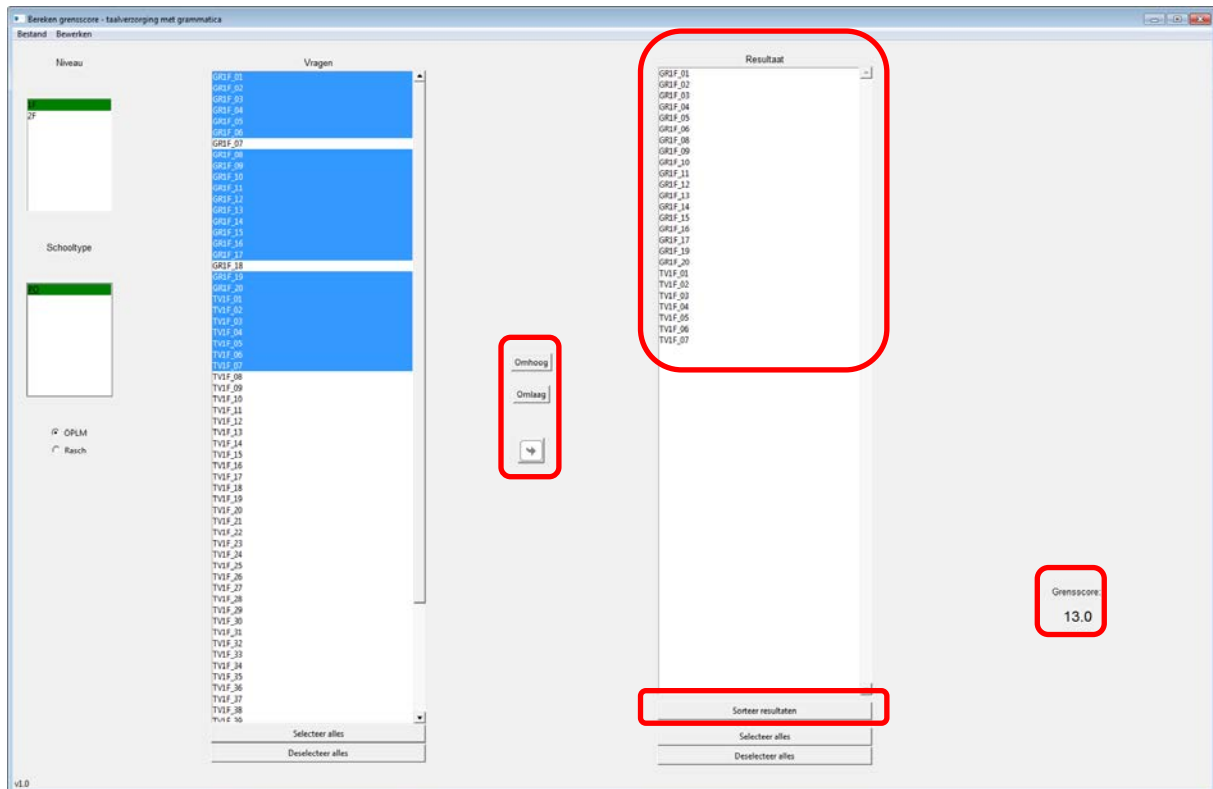 Bereken grensscore - taalverzorging met grammatica
Bestand Bewerken
Niveau
1F
2F
Schooltype
PO
OPLM
Rasch
Vragen
GR1F_01
GR1F_02
GR1F_03
GR1F_04
GR1F_05
GR1F_06
GR1F_07
GR1F_08
GR1F_09
GR1F_10
GR1F_11
GR1F_12
GR1F_13
GR1F_14
GR1F_15
GR1F_16
GR1F_17
GR1F_18
GR1F_19
GR1F_20
TV1F_01
TV1F_02
TV1F_03
TV1F_04
TV1F_05
TV1F_06
TV1F_07
TV1F_08
TV1F_09
TV1F_10
TV1F_11
TV1F_12
TV1F_13
TV1F_14
TV1F_15
TV1F_16
TV1F_17
TV1F_18
TV1F_19
TV1F_20
TV1F_21
TV1F_22
TV1F_23
TV1F_24
TV1F_25
TV1F_26
TV1F_27
TV1F_28
TV1F_29
TV1F_30
TV1F_31
TV1F_32
TV1F_33
TV1F_34
TV1F_35
TV1F_36
TV1F_37
TV1F_38
TV1F_39
Selecteer alles
Deselecteer alles
Omhoog
Omlaag
Resultaat
GR1F_01
GR1F_02
GR1F_03
GR1F_04
GR1F_05
GR1F_06
GR1F_08
GR1F_09
GR1F_10
GR1F_11
GR1F_12
GR1F_13
GR1F_14
GR1F_15
GR1F_16
GR1F_17
GR1F_19
GR1F_20
TV1F_01
TV1F_02
TV1F_03
TV1F_04
TV1F_05
TV1F_06
TV1F_07
Sorteer resultaten
Selecteer alles
Deselecteer alles
Grensscore:
13.0
v1.0